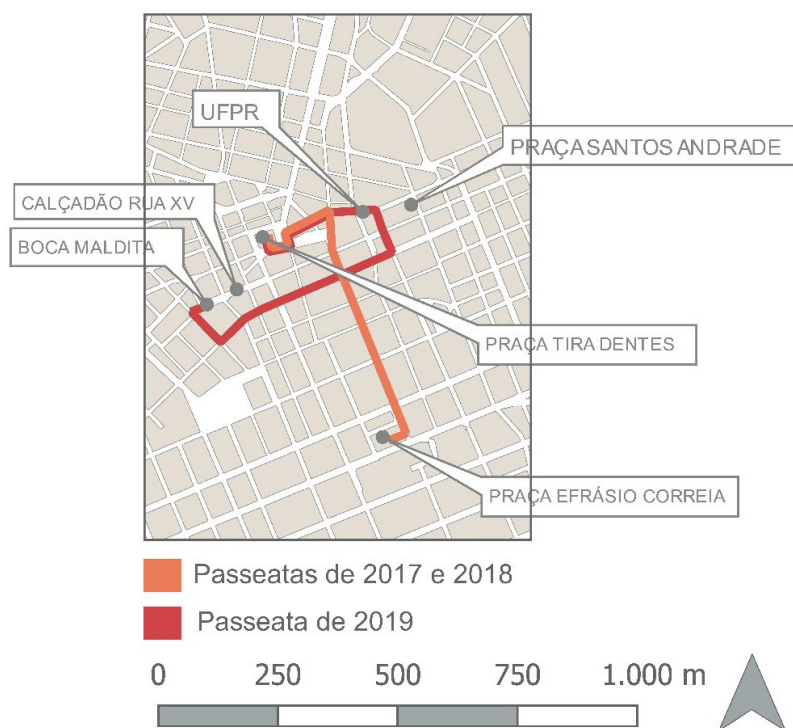 UFPR
PRAÇA SANTOS ANDRADE
CALÇADÃO RUA XV
BOCA MALDITA
PRAÇA TIRA DENTES
PRAÇA EFRÁSIO CORREIA
Passeatas de 2017 e 2018
Passeata de 2019
0 250 500 750 1.000 m